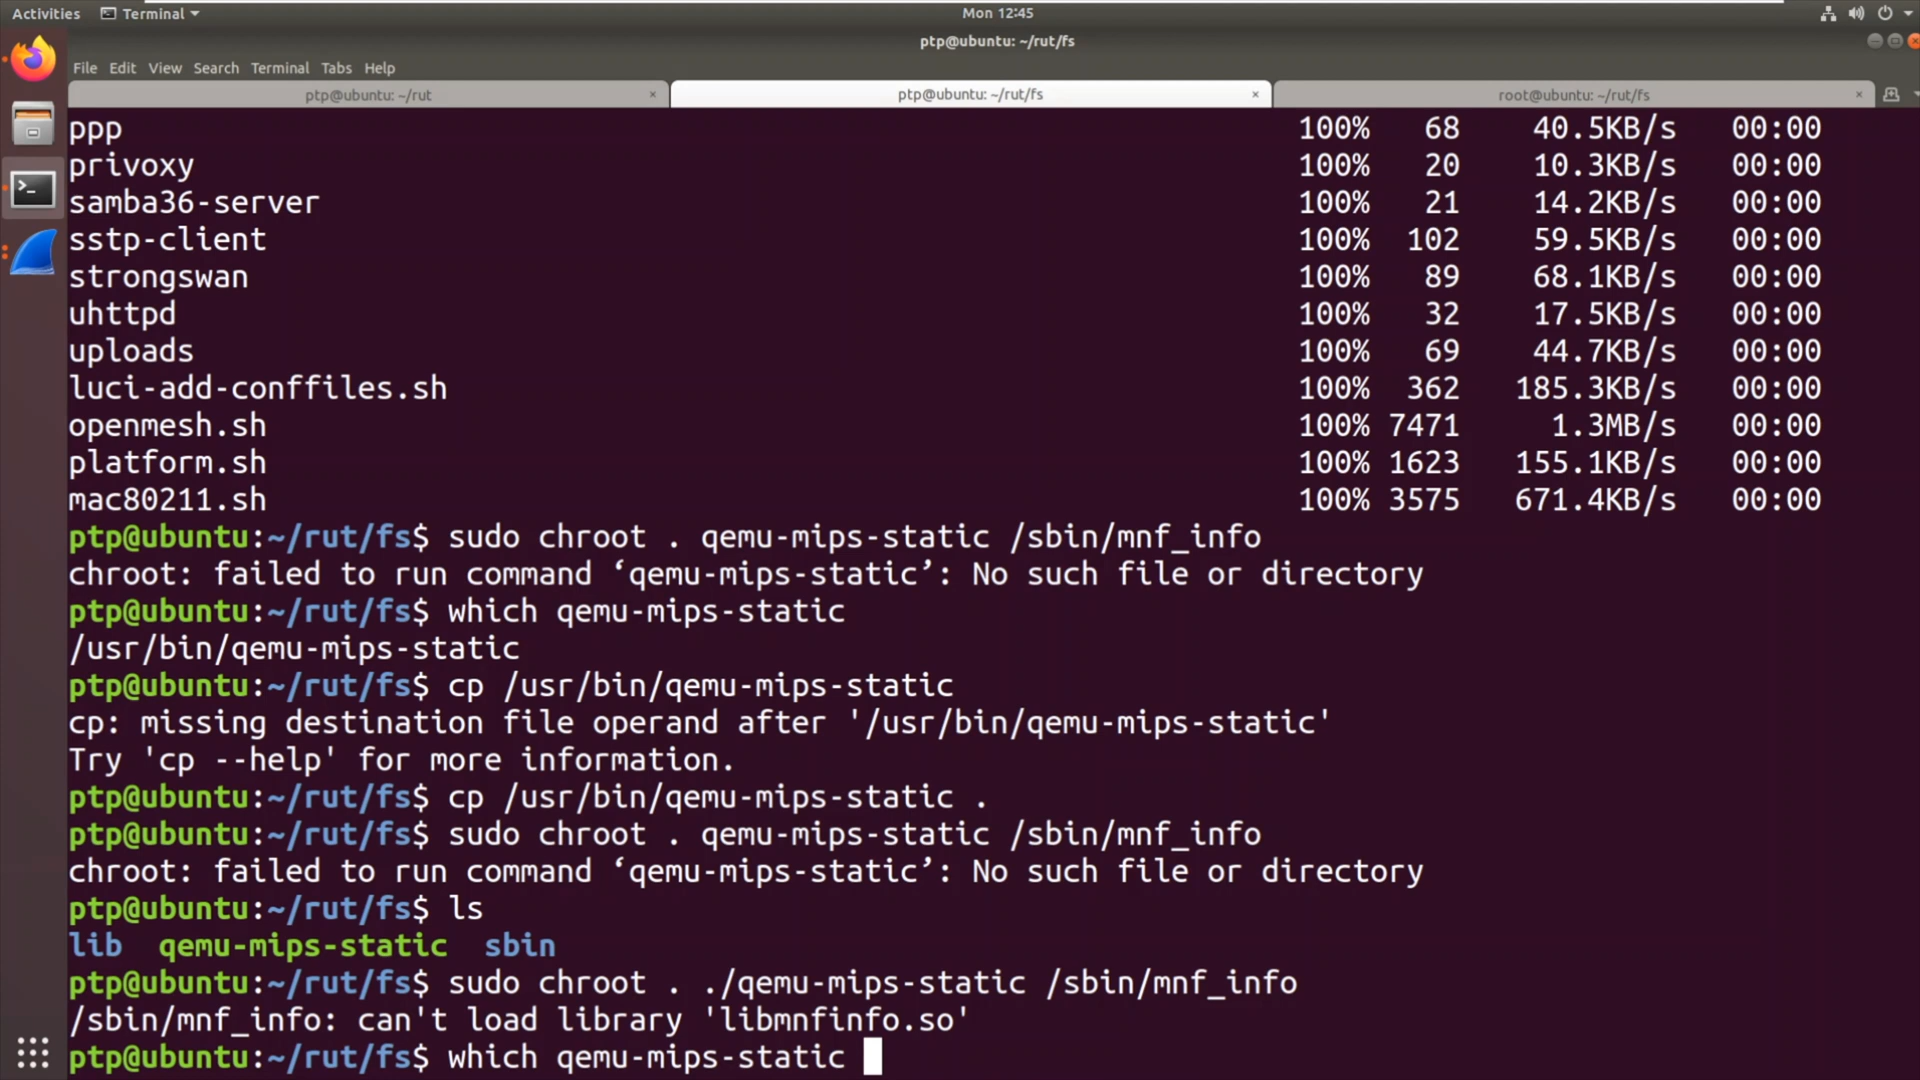 Activities Terminal Mon 12:45
ptp@ubuntu: ~/rut/fs
File Edit View Search Terminal Tabs Help
ptp@ubuntu: ~/rut × ptp@ubuntu: ~/rut/fs × root@ubuntu: ~/rut/fs ×
ppp 100% 68 40.5KB/s 00:00
privoxy 100% 20 10.3KB/s 00:00
samba36-server 100% 21 14.2KB/s 00:00
sstp-client 100% 102 59.5KB/s 00:00
strongswan 100% 89 68.1KB/s 00:00
uhttpd 100% 32 17.5KB/s 00:00
uploads 100% 69 44.7KB/s 00:00
luci-add-conffiles.sh 100% 362 185.3KB/s 00:00
openmesh.sh 100% 7471 1.3MB/s 00:00
platform.sh 100% 1623 155.1KB/s 00:00
mac80211.sh 100% 3575 671.4KB/s 00:00
ptp@ubuntu:~/rut/fs$ sudo chroot . qemu-mips-static /sbin/mnf_info
chroot: failed to run command ‘qemu-mips-static’: No such file or directory
ptp@ubuntu:~/rut/fs$ which qemu-mips-static
/usr/bin/qemu-mips-static
ptp@ubuntu:~/rut/fs$ cp /usr/bin/qemu-mips-static
cp: missing destination file operand after '/usr/bin/qemu-mips-static'
Try 'cp --help' for more information.
ptp@ubuntu:~/rut/fs$ cp /usr/bin/qemu-mips-static .
ptp@ubuntu:~/rut/fs$ sudo chroot . qemu-mips-static /sbin/mnf_info
chroot: failed to run command ‘qemu-mips-static’: No such file or directory
ptp@ubuntu:~/rut/fs$ ls
lib qemu-mips-static sbin
ptp@ubuntu:~/rut/fs$ sudo chroot . ./qemu-mips-static /sbin/mnf_info
/sbin/mnf_info: can't load library 'libmnfinfo.so'
ptp@ubuntu:~/rut/fs$ which qemu-mips-static